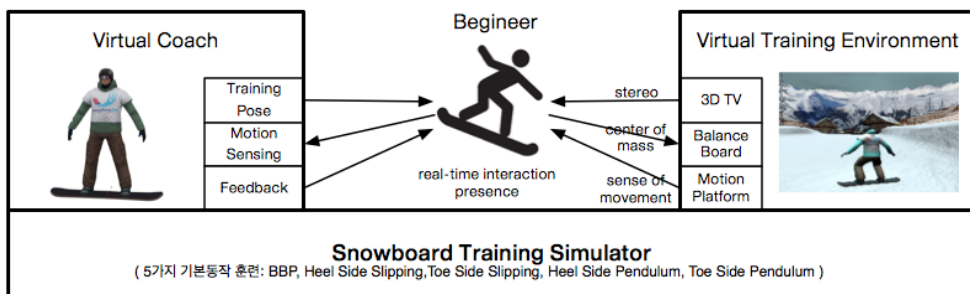 Begineer
Virtual Coach
Virtual Training Environment
Training
Pose
Motion
Sensing
Feedback
stereo
center of
mass
sense of
movement
real-time interaction
presence
3D TV
Balance
Board
Motion
Platform
Snowboard Training Simulator
( 5가지 기본동작 훈련: BBP, Heel Side Slipping,Toe Side Slipping, Heel Side Pendulum, Toe Side Pendulum )